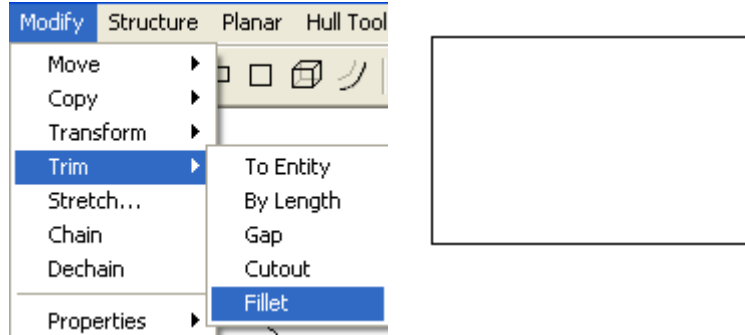 Modify Structure Planar Hull Tool
Move
Copy
Transform
Trim
Stretch...
Chain
Dechain
Properties
To Entity
By Length
Gap
Cutout
Fillet